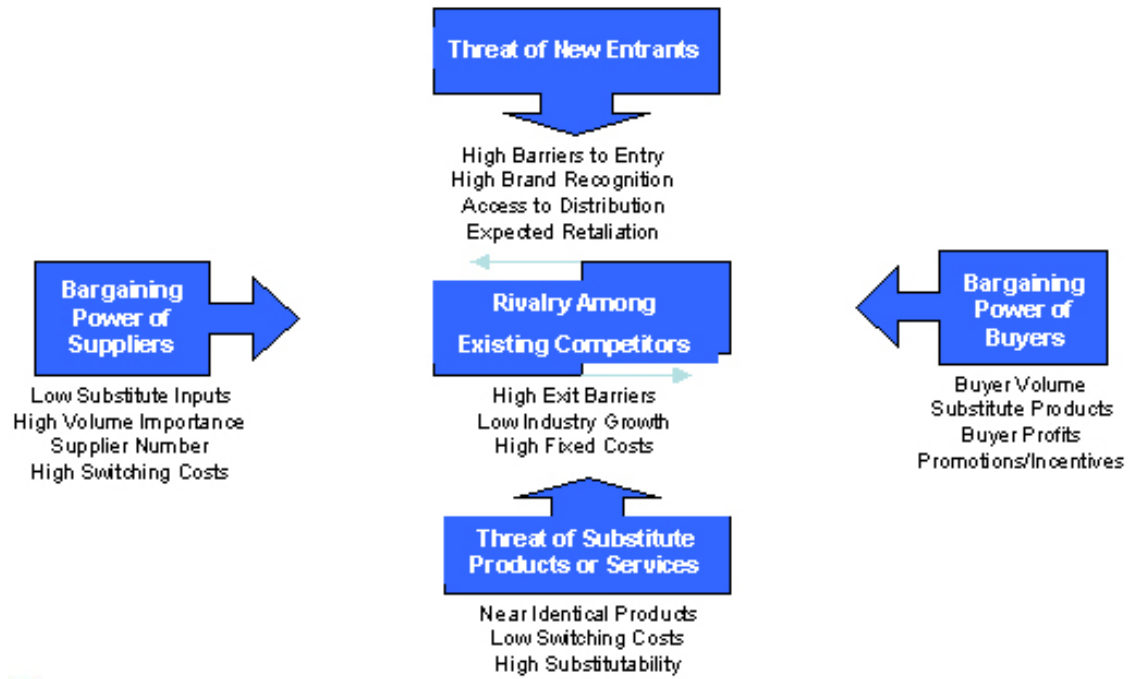 Threat of New Entrants
High Barriers to Entry
High Brand Recognition
Access to Distribution
Expected Retaliation
Bargaining
Power of
Suppliers
Low Substitute Inputs
High Volume Importance
Supplier Number
High Switching Costs
Rivalry Among
Existing Competitors
High Exit Barriers
Low Industry Growth
High Fixed Costs
Bargaining
Power of
Buyers
Buyer Volume
Substitute Products
Buyer Profits
Promotions/Incentives
Threat of Substitute
Products or Services
Near Identical Products
Low Switching Costs
High Substitutability